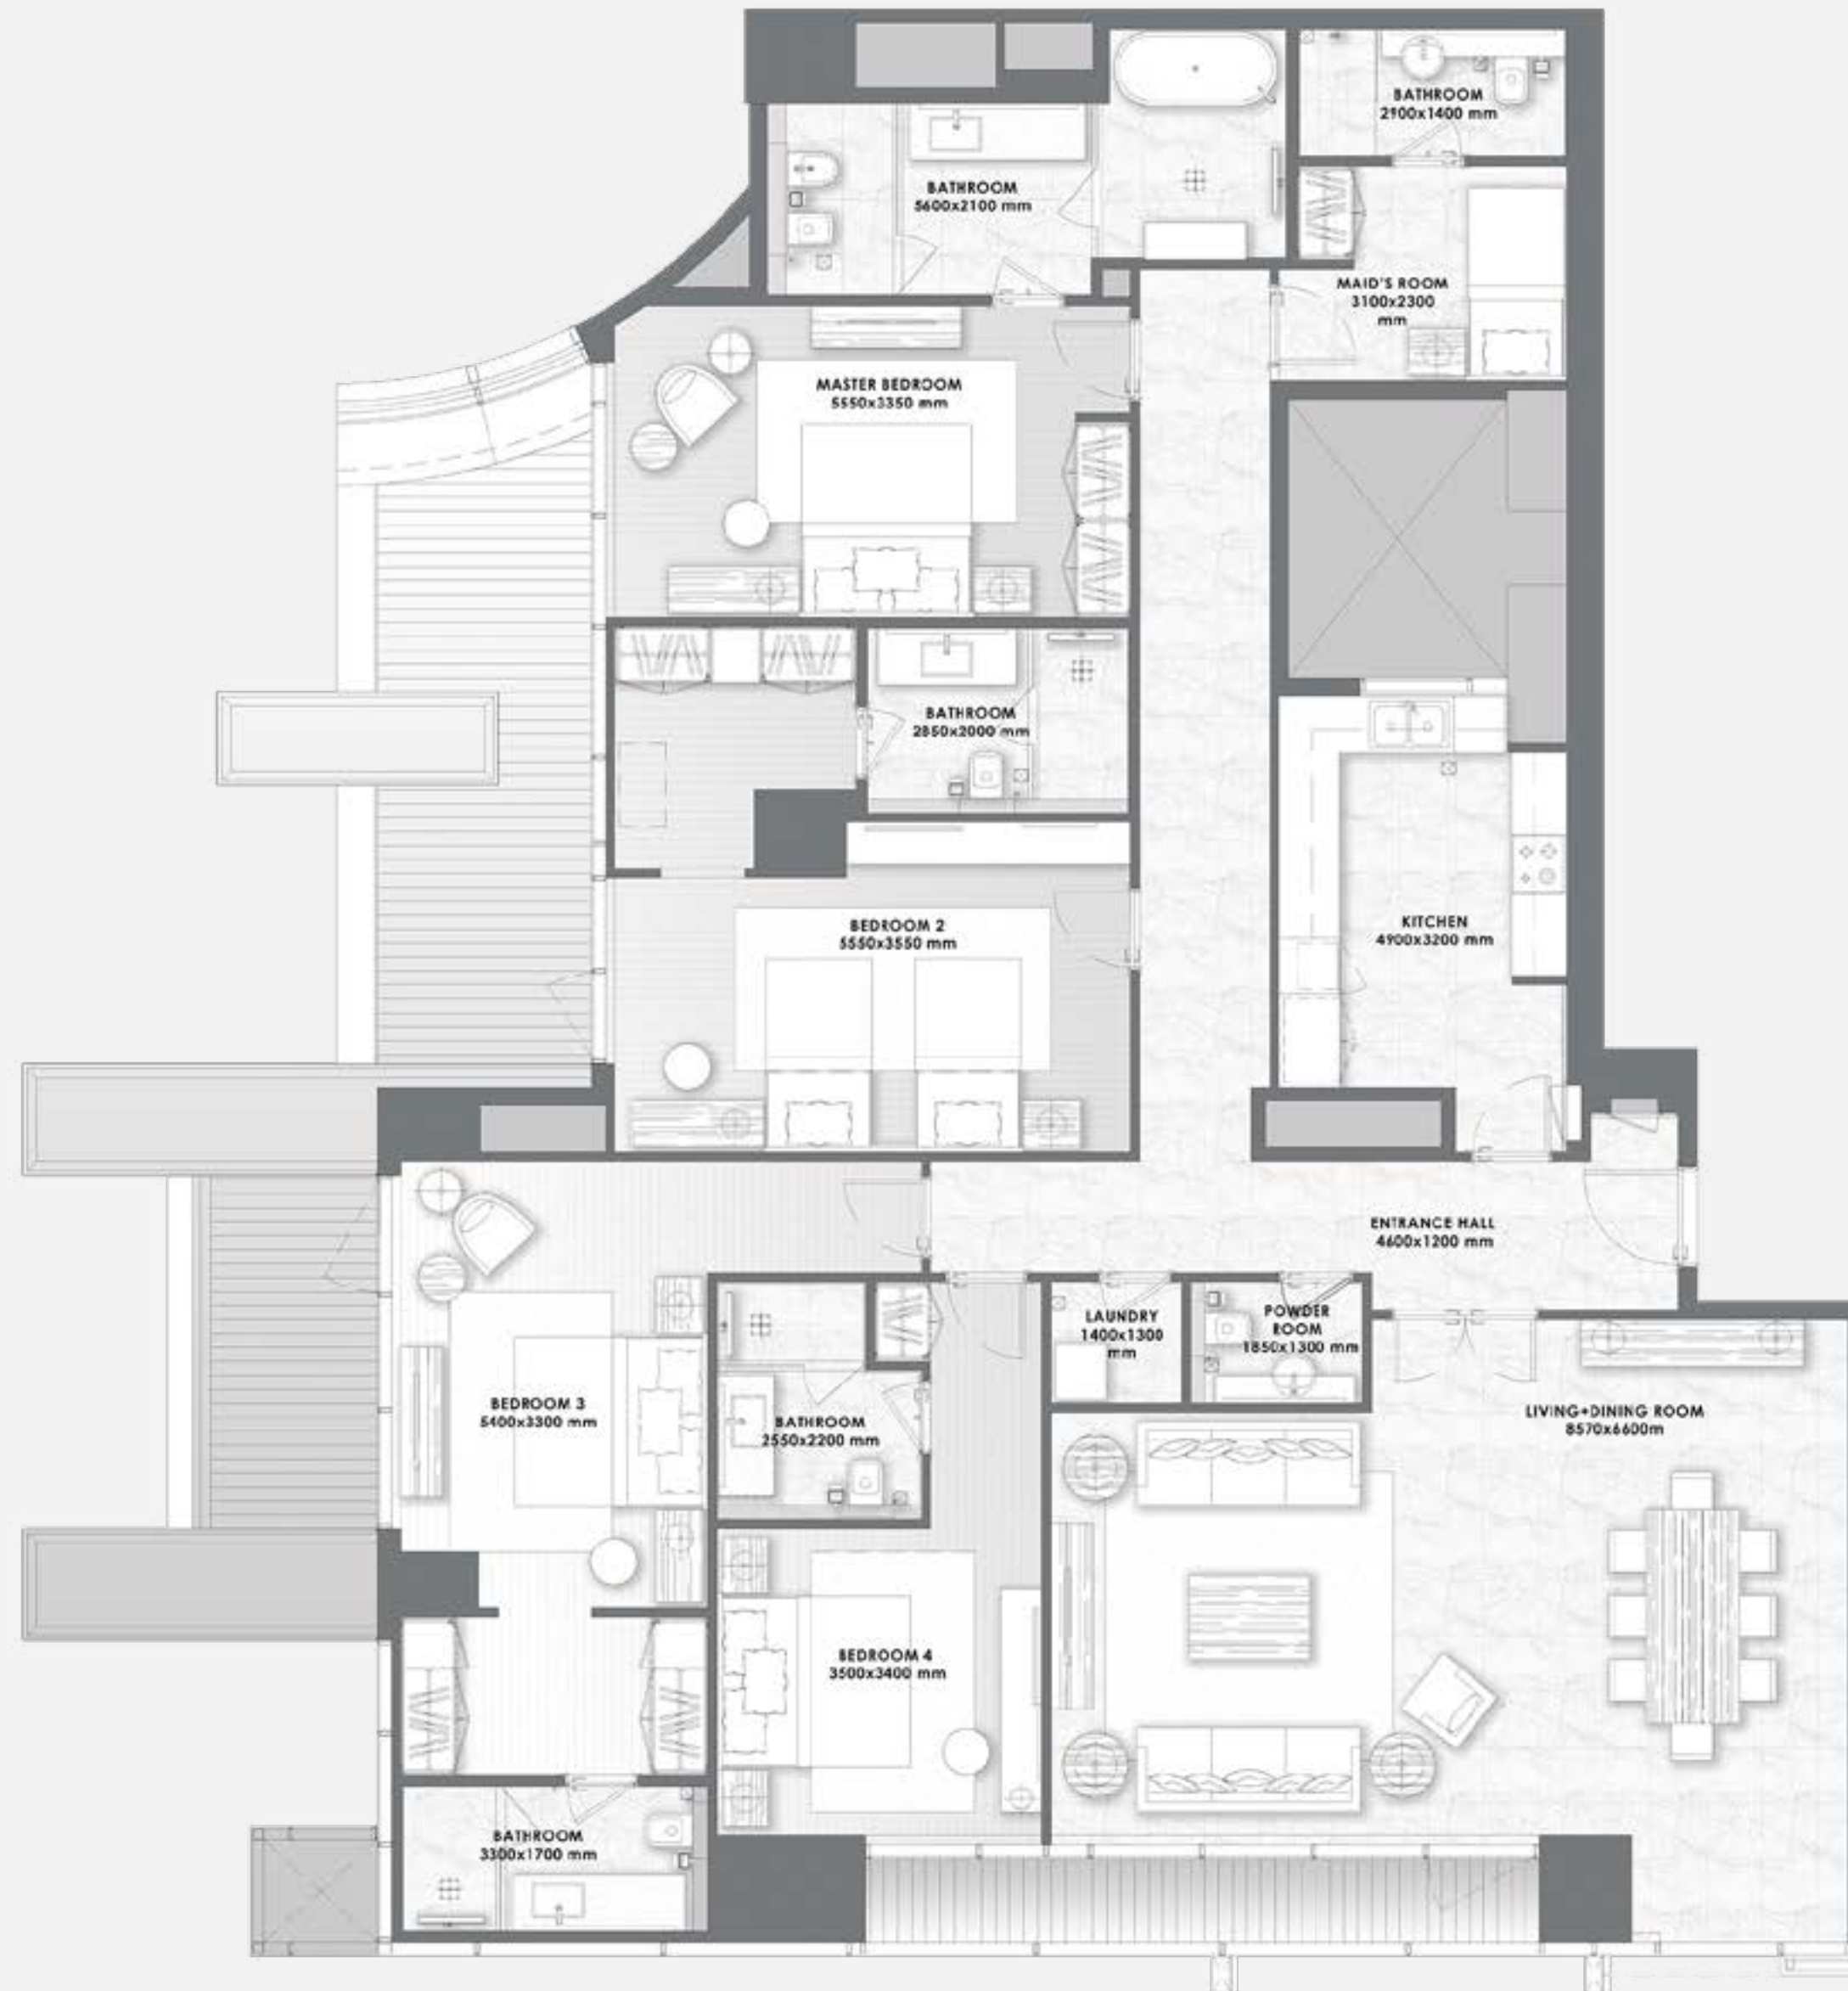 BATHROOM
2900x1400 mm
BATHROOM
5600x2100 mm
MAID'S ROOM
3100x2300
mm
MASTER BEDROOM
5550x3350 mm
BATHROOM
2850x2000 mm
BEDROOM 2
5550x3550 mm
KITCHEN
4900x3200 mm
ENTRANCE HALL
4600x1200 mm
LAUNDRY
1400x1300
mm
POWDER
ROOM
1850x1300 mm
BEDROOM 3
5400x3300 mm
BATHROOM
2550x2200 mm
LIVING+DINING ROOM
8570x6600m
BEDROOM 4
3500x3400 mm
BATHROOM
3300x1700 mm